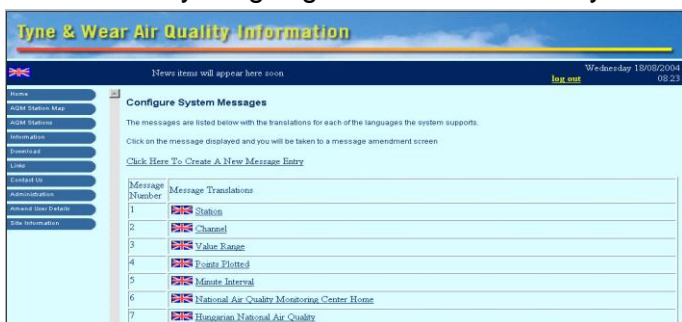 Tyne & Wear Air Quality Information
News items will appear here soon
Wednesday 18/08/2004
log out 08:23
Home
AQM Station Map
AQM Stations
Information
Download
Links
Contact Us
Administration
Amend User Details
Site Information
Configure System Messages
The messages are listed below with the translations for each of the languages the system supports.
Click on the message displayed and you will be taken to a message amendment screen
Click Here To Create A New Message Entry
Message Number Message Translations
1 Station
2 Channel
3 Value Range
4 Points Plotted
5 Minute Interval
6 National Air Quality Monitoring Center Home
7 Hungarian National Air Quality